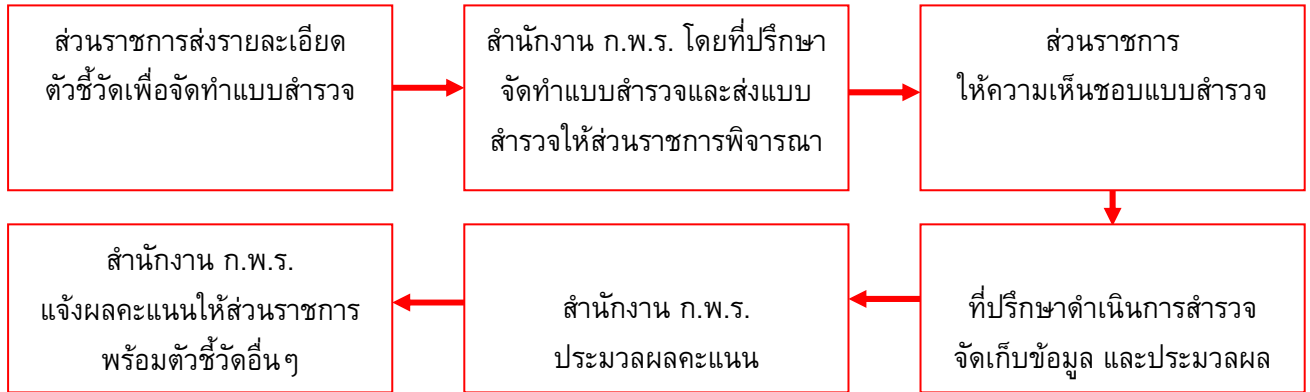 ส่วนราชการส่งรายละเอียด
ตัวชี้วัดเพื่อจัดทำแบบสำรวจ
สำนักงาน ก.พ.ร. โดยที่ปรึกษา
จัดทำแบบสำรวจและส่งแบบ
สำรวจให้ส่วนราชการพิจารณา
ส่วนราชการ
ให้ความเห็นชอบแบบสำรวจ
ที่ปรึกษาดำเนินการสำรวจ
จัดเก็บข้อมูล และประมวลผล
สำนักงาน ก.พ.ร.
ประมวลผลคะแนน
สำนักงาน ก.พ.ร.
แจ้งผลคะแนนให้ส่วนราชการ
พร้อมตัวชี้วัดอื่นๆ